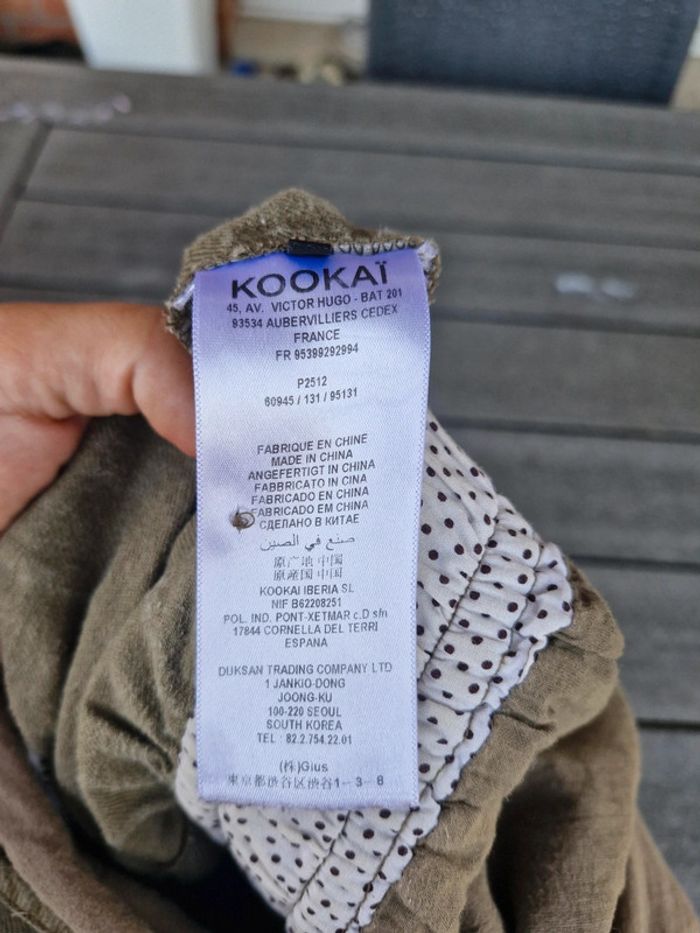 KOOKAÏ
45, AV. VICTOR HUGO - BAT 201
93534 AUBERVILLIERS CEDEX
FRANCE
FR 95399292994
P2512
60945 / 131 / 95131
FABRIQUE EN CHINE
MADE IN CHINA
ANGEFERTIGT IN CHINA
FABBRICATO IN CINA
FABRICADO EN CHINA
FABRICADO EM CHINA
СДЕЛАНО В КИТАЕ
صنع في الصين
原产地 中国
原産国 中国
KOOKAI IBERIA SL
NIF B62208251
POL. IND. PONT-XETMAR c.D s/n
17844 CORNELLA DEL TERRI
ESPANA
DUKSAN TRADING COMPANY LTD
1 JANKIO-DONG
JOONG-KU
100-220 SEOUL
SOUTH KOREA
TEL : 82.2.754.22.01
(株)Gius
東京都渋谷区渋谷1-3-8